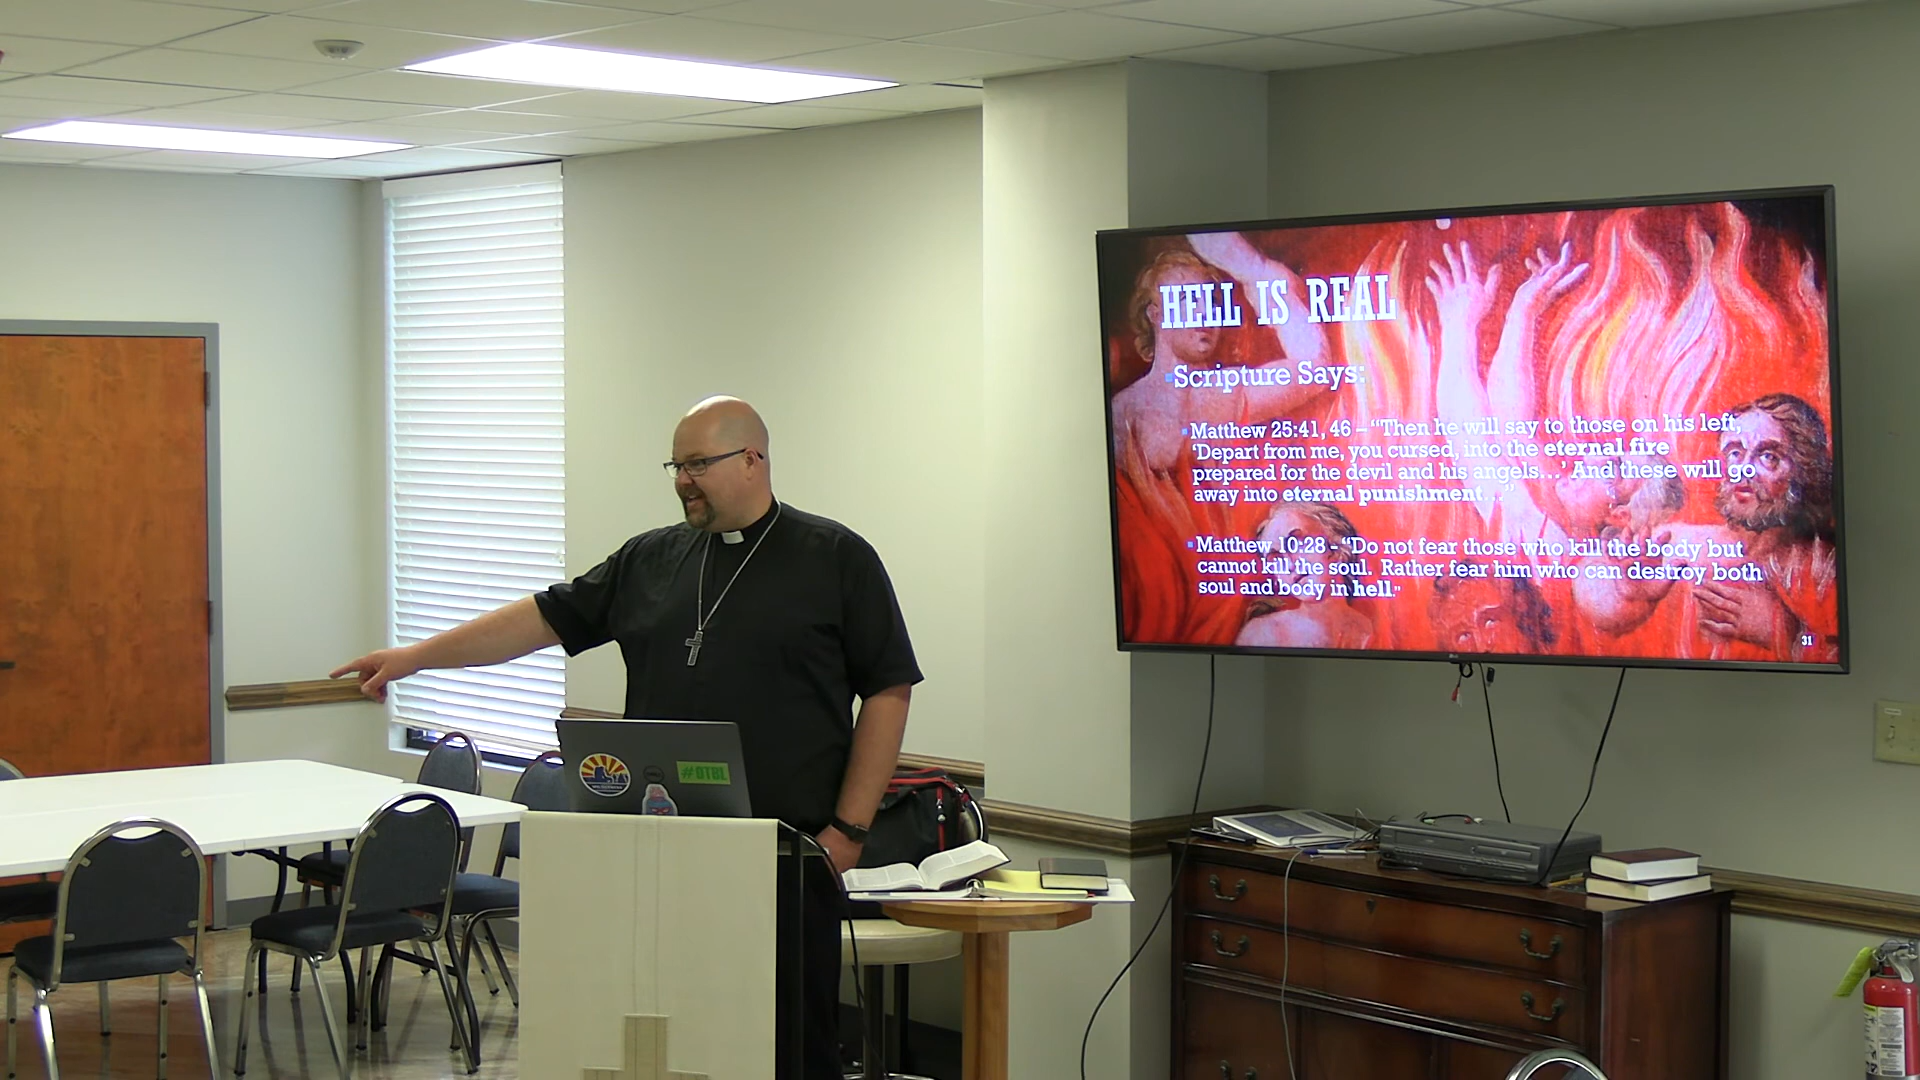 HELL IS REAL
Scripture Says:
Matthew 25:41, 46 – “Then he will say to those on his left,
‘Depart from me, you cursed, into the eternal fire
prepared for the devil and his angels…’ And these will go
away into eternal punishment…”
Matthew 10:28 - “Do not fear those who kill the body but
cannot kill the soul. Rather fear him who can destroy both
soul and body in hell.”
31
#DTBL